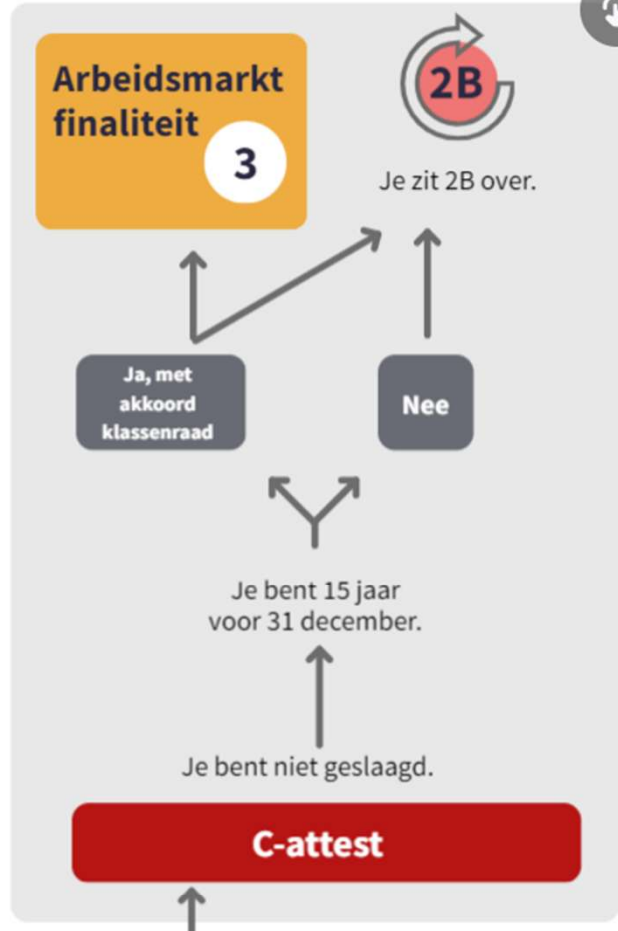 Arbeidsmarkt
finaliteit
3
2B
Je zit 2B over.
Ja, met
akkoord
klassenraad
Nee
Je bent 15 jaar
voor 31 december.
Je bent niet geslaagd.
C-attest